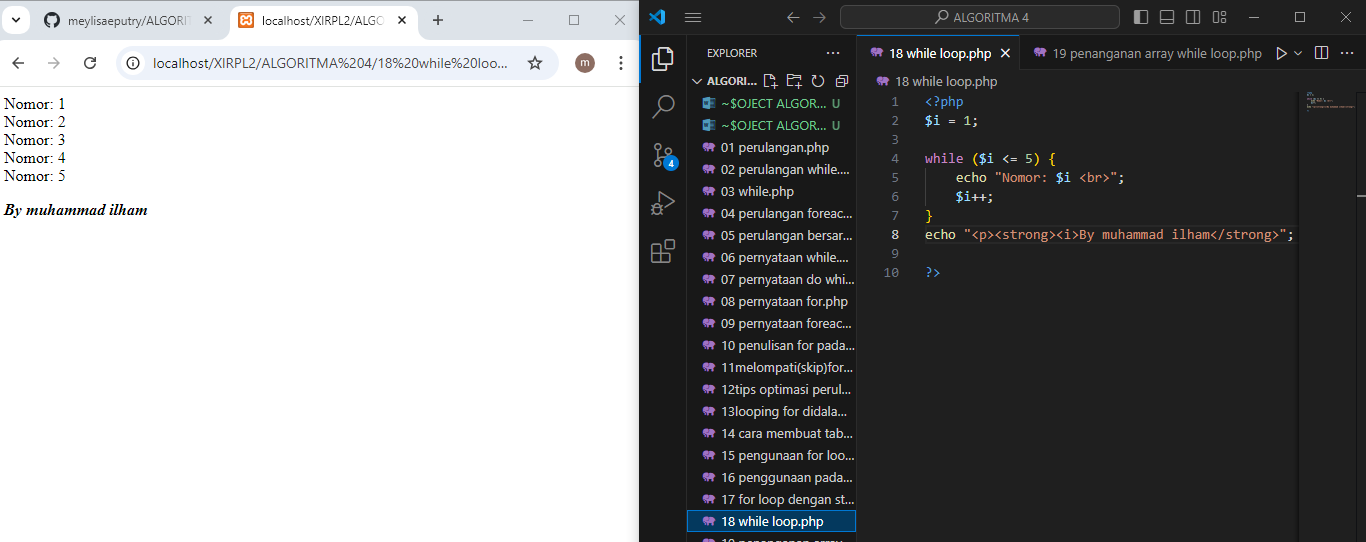 meylisaeputry/ALGORIT
localhost/XIRPL2/ALGO
localhost/XIRPL2/ALGORITMA%204/18%20while%20loo...
m
Nomor: 1
Nomor: 2
Nomor: 3
Nomor: 4
Nomor: 5
By muhammad ilham
ALGORITMA 4
EXPLORER
ALGORI...
~$OJECT ALGOR... U
~$OJECT ALGOR... U
01 perulangan.php
02 perulangan while....
03 while.php
04 perulangan foreac...
05 perulangan bersar...
06 pernyataan while....
07 pernyataan do whi...
08 pernyataan for.php
09 pernyataan foreac...
10 penulisan for pada...
11melompati(skip)for...
12tips optimasi perul...
13looping for didala...
14 cara membuat tab...
15 pengunaan for loo...
16 penggunaan pada...
17 for loop dengan st...
18 while loop.php
4
18 while loop.php
19 penanganan array while loop.php
18 while loop.php
1 <?php
2 $i = 1;
3
4 while ($i <= 5) {
5 echo "Nomor: $i <br>";
6 $i++;
7 }
8 echo "<p><strong><i>By muhammad ilham</strong>";
9
10 ?>